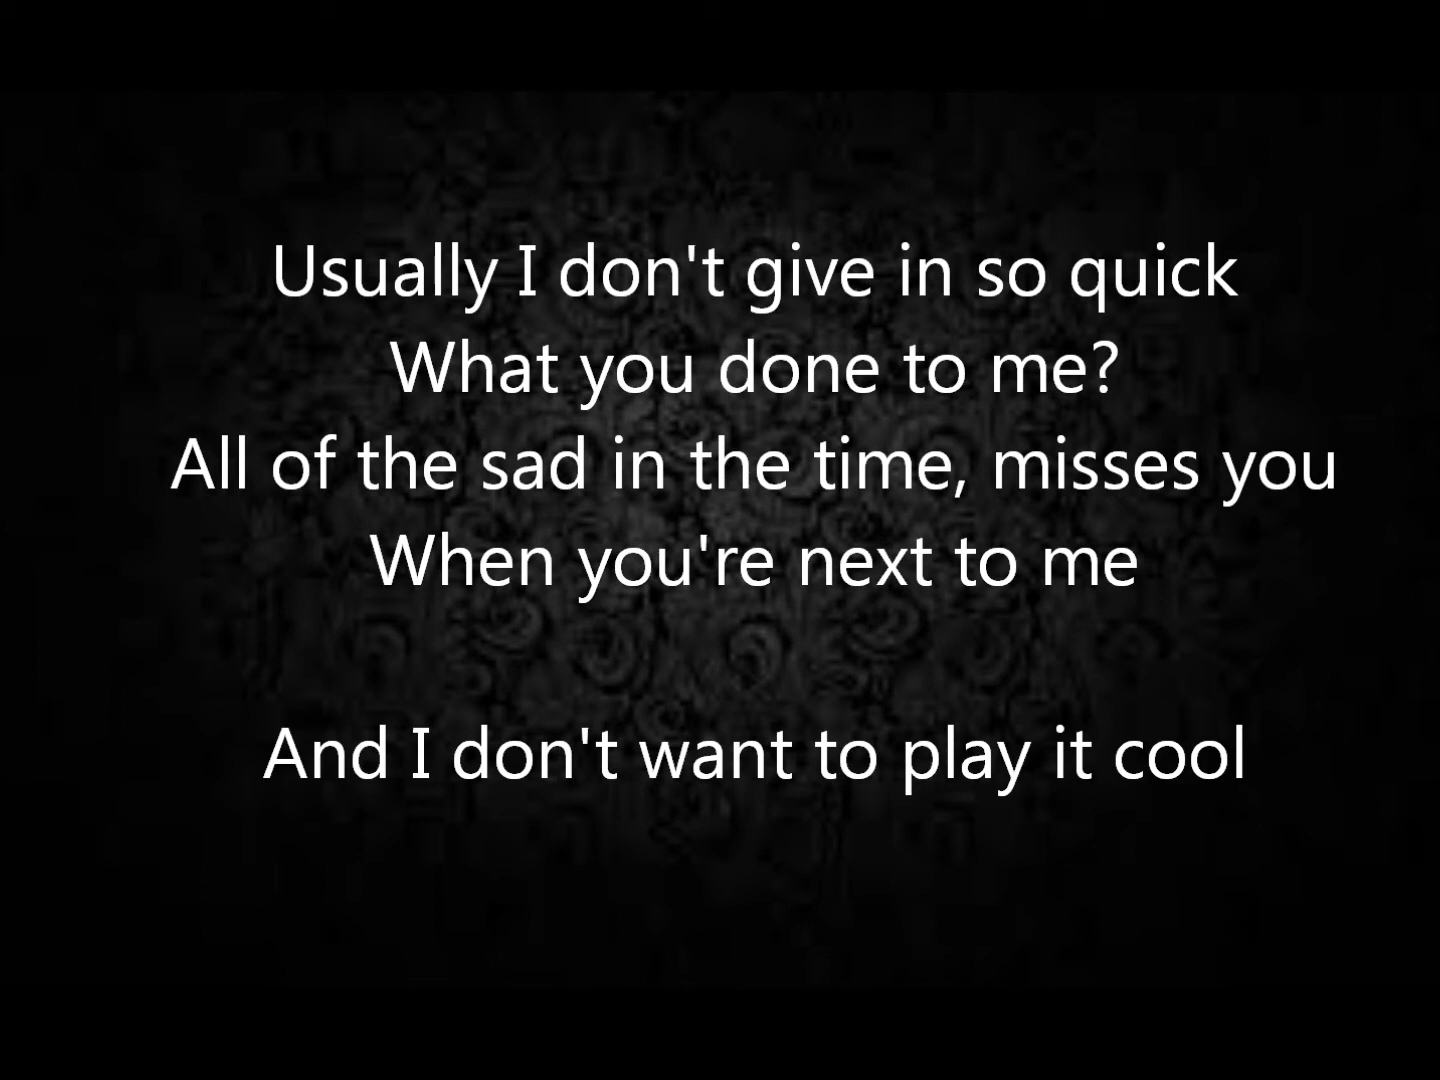 Usually I don't give in so quick
What you done to me?
All of the sad in the time, misses you
When you're next to me
And I don't want to play it cool